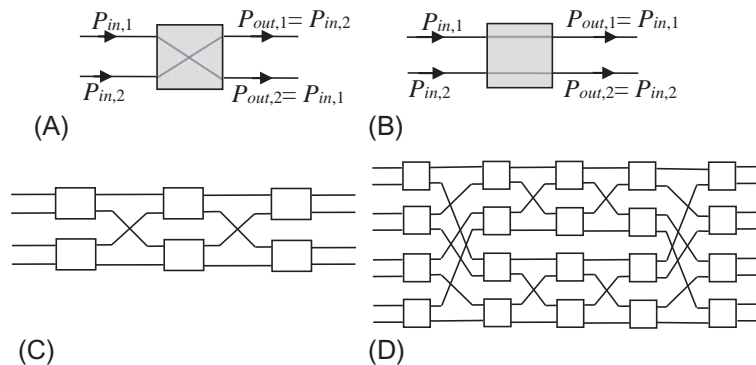 P_in,1 P_out,1= P_in,2
P_in,2 P_out,2= P_in,1
(A)
P_in,1 P_out,1= P_in,1
P_in,2 P_out,2= P_in,2
(B)
(C)
(D)